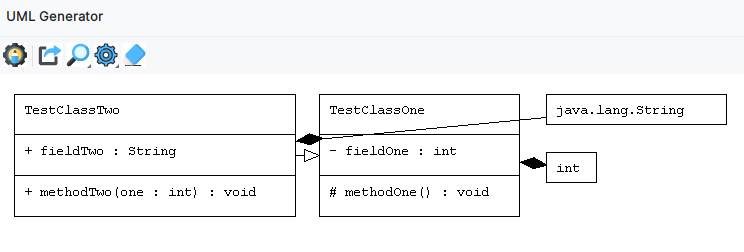 UML Generator
TestClassTwo
+ fieldTwo : String
+ methodTwo(one : int) : void
TestClassOne
- fieldOne : int
# methodOne() : void
java.lang.String
int